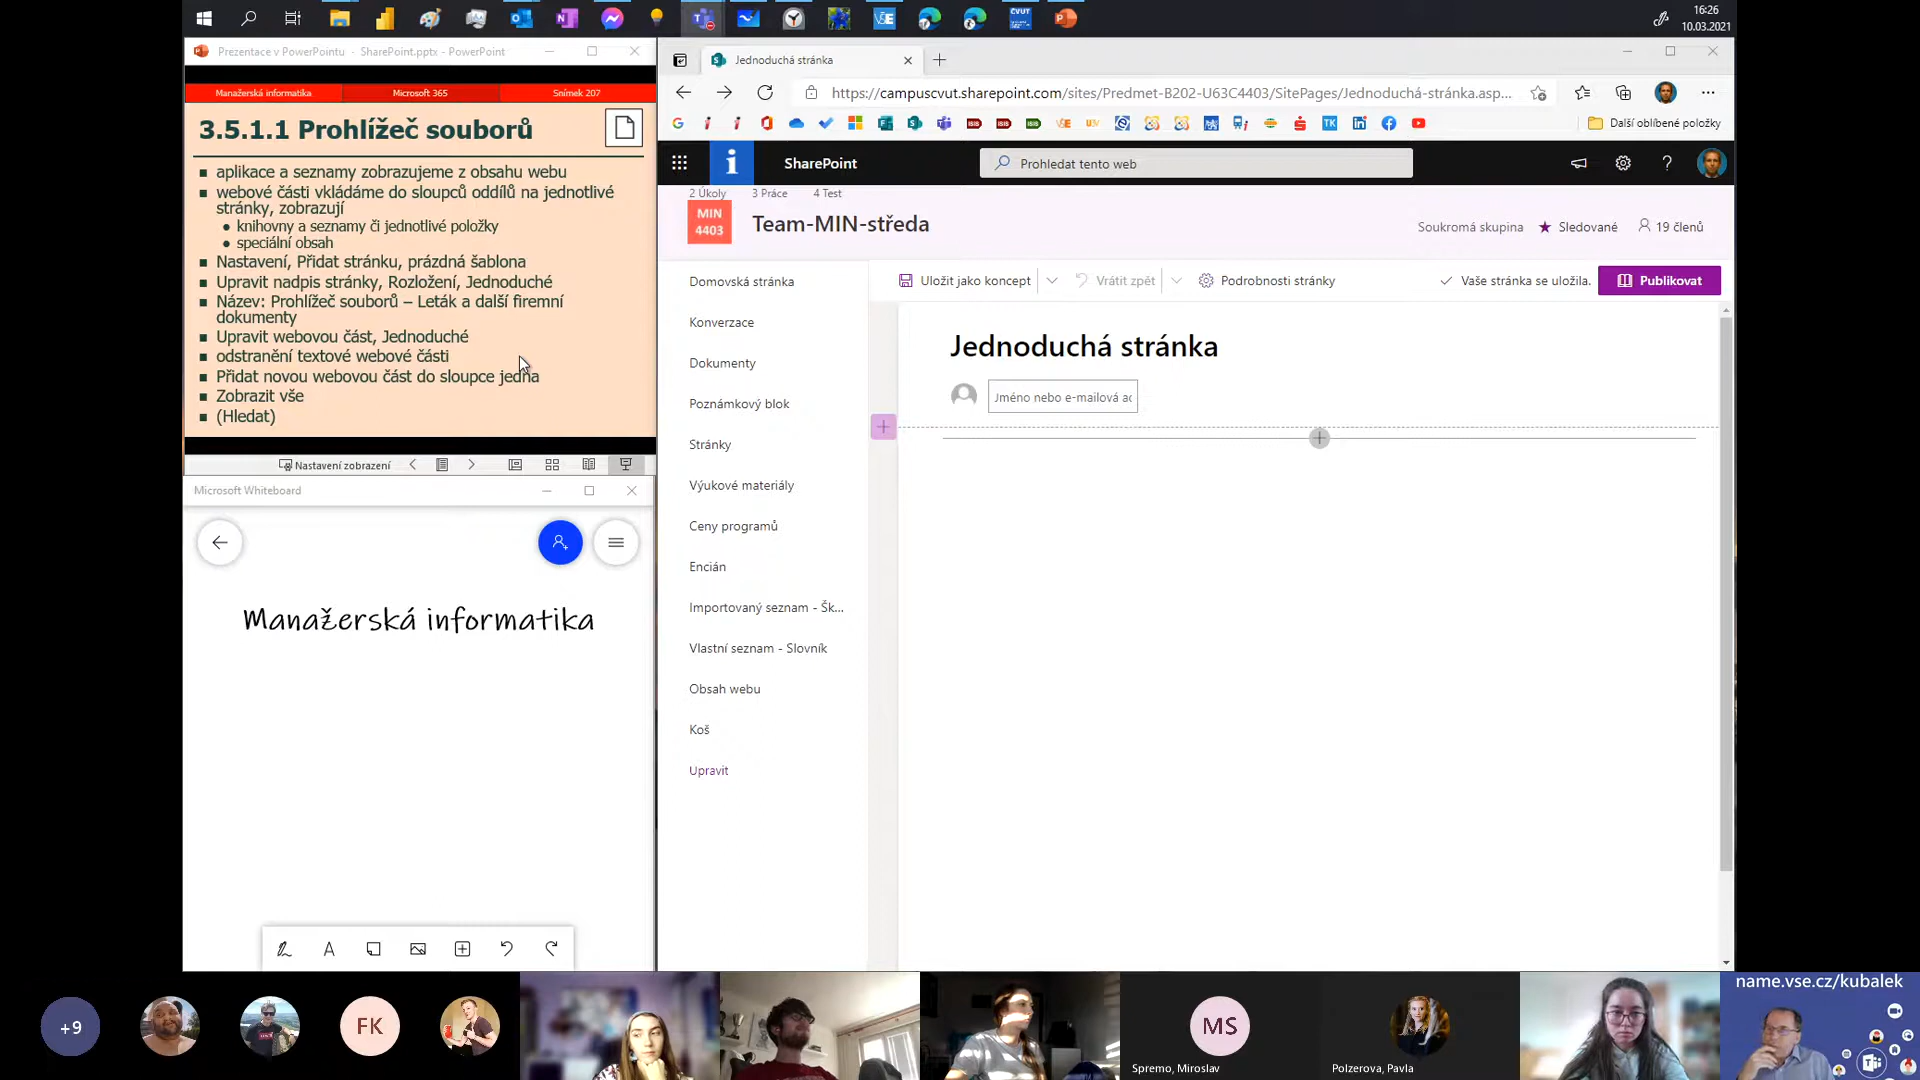 16:26
10.03.2021
Prezentace v PowerPointu - SharePoint.pptx - PowerPoint
Manažerská informatika
Microsoft 365
Snímek 207
3.5.1.1 Prohlížeč souborů
aplikace a seznamy zobrazujeme z obsahu webu
webové části vkládáme do sloupců oddílů na jednotlivé
stránky, zobrazují
knihovny a seznamy či jednotlivé položky
speciální obsah
Nastavení, Přidat stránku, prázdná šablona
Upravit nadpis stránky, Rozložení, Jednoduché
Název: Prohlížeč souborů – Leták a další firemní
dokumenty
Upravit webovou část, Jednoduché
odstranění textové webové části
Přidat novou webovou část do sloupce jedna
Zobrazit vše
(Hledat)
Nastavení zobrazení
Microsoft Whiteboard
Manažerská informatika
Jednoduchá stránka
https://campuscvut.sharepoint.com/sites/Predmet-B202-U63C4403/SitePages/Jednoduchá-stránka.asp...
Další oblíbené položky
SharePoint
Prohledat tento web
2 Úkoly
3 Práce
4 Test
MIN
4403
Team-MIN-středa
Soukromá skupina
Sledované
19 členů
Domovská stránka
Konverzace
Dokumenty
Poznámkový blok
Stránky
Výukové materiály
Ceny programů
Encián
Importovaný seznam - Šk...
Vlastní seznam - Slovník
Obsah webu
Koš
Upravit
Uložit jako koncept
Vrátit zpět
Podrobnosti stránky
Vaše stránka se uložila.
Publikovat
Jednoduchá stránka
Jméno nebo e-mailová ad
+9
FK
MS
Spremo, Miroslav
Polzerova, Pavla
name.vse.cz/kubalek